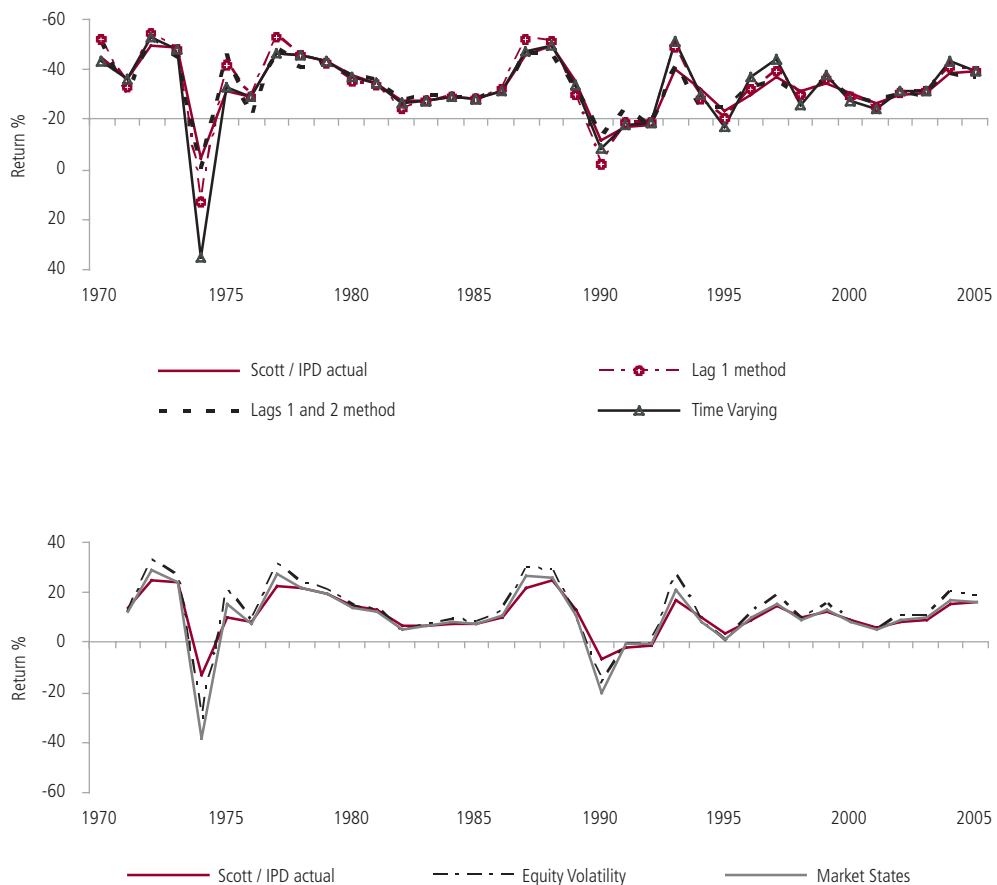 -60
-40
-20
0
20
40
Return %
1970 1975 1980 1985 1990 1995 2000 2005
Scott / IPD actual
Lag 1 method
Lags 1 and 2 method
Time Varying
40
20
0
-20
-40
-60
Return %
1970 1975 1980 1985 1990 1995 2000 2005
Scott / IPD actual
Equity Volatility
Market States